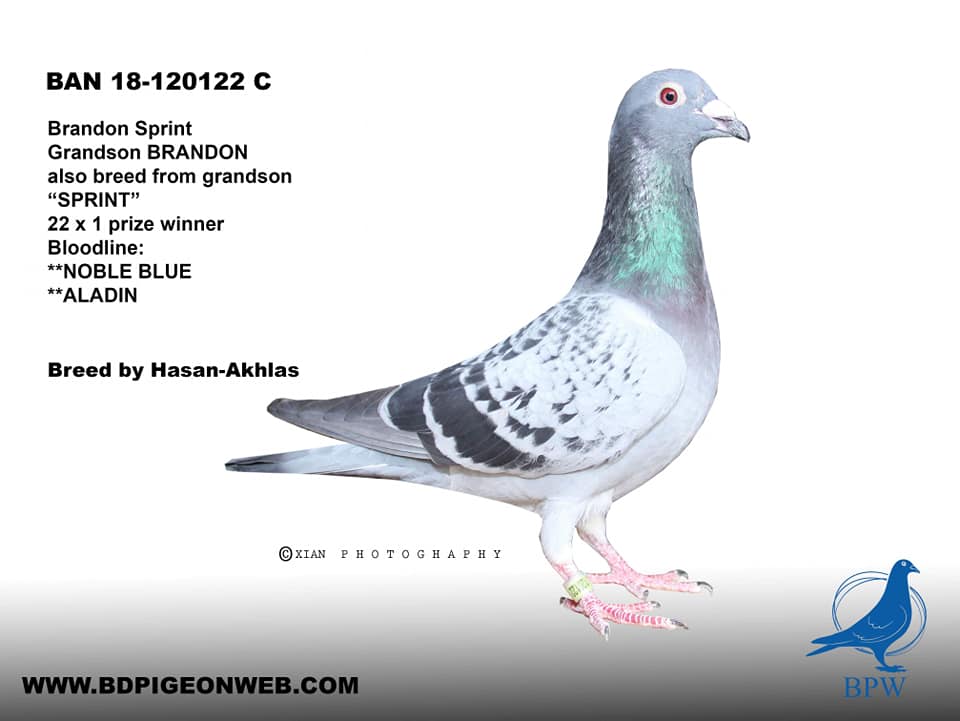 BAN 18-120122 C
Brandon Sprint
Grandson BRANDON
also breed from grandson
“SPRINT”
22 x 1 prize winner
Bloodline:
**NOBLE BLUE
**ALADIN
Breed by Hasan-Akhlas
©XIAN PHOTOGHAPHY
WWW.BDPIGEONWEB.COM
BPW